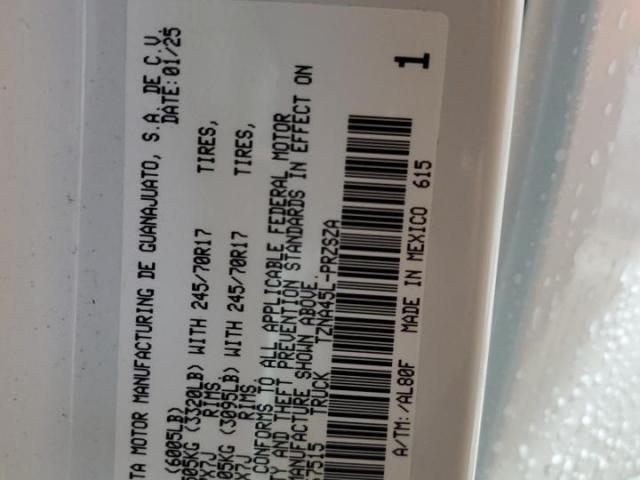 TA MOTOR MANUFACTURING DE GUANAJUATO, S.A. DE C.V.
DATE: 01/25
(6005LB)
605KG (3320LB) WITH 245/70R17 TIRES,
X7J RIMS.
05KG (3095LB) WITH 245/70R17 TIRES,
X7J RIMS.
CONFORMS TO ALL APPLICABLE FEDERAL MOTOR
TY AND THEFT PREVENTION STANDARDS IN EFFECT ON
MANUFACTURE SHOWN ABOVE.
7515 TRUCK TZNA45L-PRZSZA
A/TM:/AL80F MADE IN MEXICO 615
1